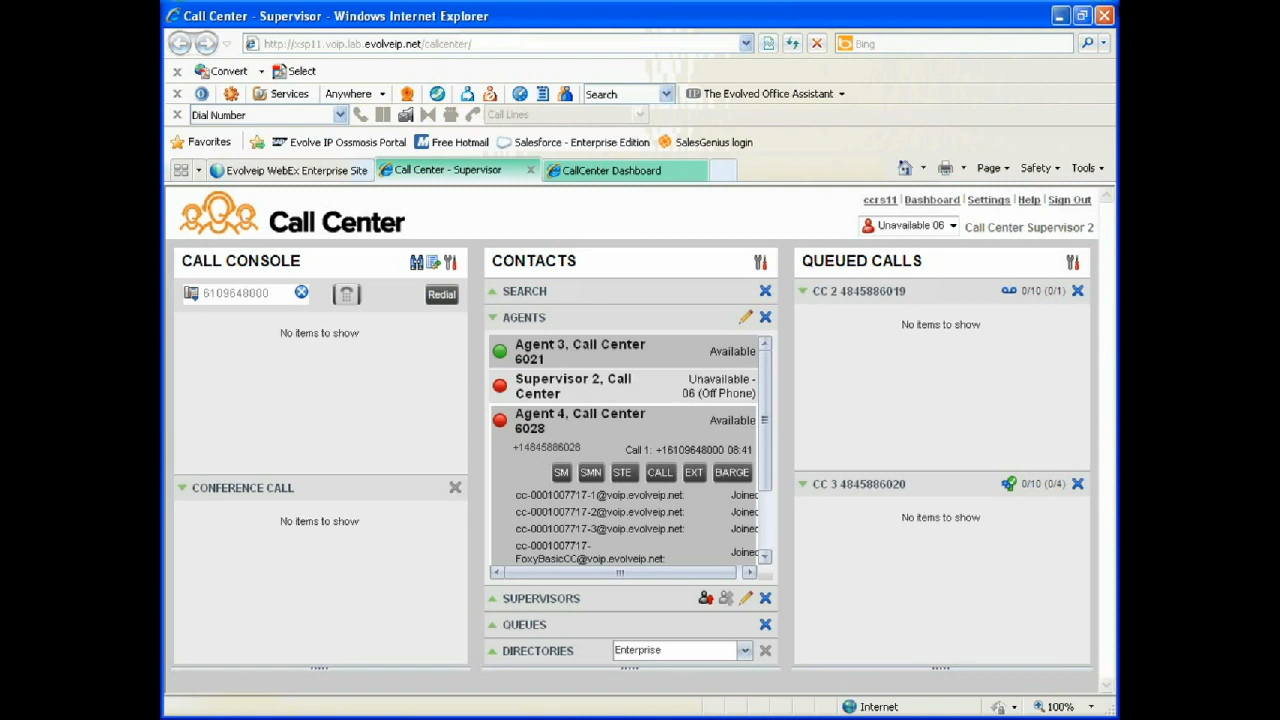 Call Center - Supervisor - Windows Internet Explorer
http://xsp11.voip.lab.evolveip.net/callcenter/
Bing
Convert
Select
Services
Anywhere
Search
The Evolved Office Assistant
Dial Number
Call Lines
Favorites
Evolve IP Ossmosis Portal
Free Hotmail
Salesforce - Enterprise Edition
SalesGenius login
Evolveip WebEx Enterprise Site
Call Center - Supervisor
CallCenter Dashboard
Page
Safety
Tools
Call Center
ccrs11 | Dashboard | Settings | Help | Sign Out
Unavailable 06
Call Center Supervisor 2
CALL CONSOLE
6109648000
Redial
No items to show
CONFERENCE CALL
No items to show
CONTACTS
SEARCH
AGENTS
Agent 3, Call Center
6021
Available
Supervisor 2, Call
Center
Unavailable -
06 (Off Phone)
Agent 4, Call Center
6028
Available
+14845886028
Call 1: +16109648000 08:41
SM SMN STE CALL EXT BARGE
cc-0001007717-1@voip.evolveip.net: Joined
cc-0001007717-2@voip.evolveip.net: Joined
cc-0001007717-3@voip.evolveip.net: Joined
cc-0001007717-
FoxyBasicCC@voip.evolveip.net: Joined
SUPERVISORS
QUEUES
DIRECTORIES
Enterprise
QUEUED CALLS
CC 2 4845886019
0/10 (0/1)
No items to show
CC 3 4845886020
0/10 (0/4)
No items to show
Internet
100%